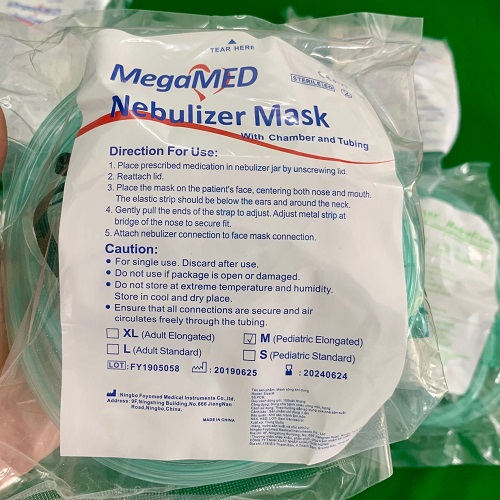 TEAR HERE
MegaMED
STERILE EO
Nebulizer Mask
With Chamber and Tubing
Direction For Use:
1. Place prescribed medication in nebulizer jar by unscrewing lid.
2. Reattach lid.
3. Place the mask on the patient's face, centering both nose and mouth.
The elastic strip should be below the ears and around the neck.
4. Gently pull the ends of the strap to adjust. Adjust metal strip at
bridge of the nose to secure fit.
5. Attach nebulizer connection to face mask connection.
Caution:
• For single use. Discard after use.
• Do not use if package is open or damaged.
• Do not store at extreme temperature and humidity.
Store in cool and dry place.
• Ensure that all connections are secure and air
circulates freely through the tubing.
XL (Adult Elongated)
M (Pediatric Elongated)
L (Adult Standard)
S (Pediatric Standard)
LOT: FY1905058 : 20190625 : 20240624
: Ningbo Foyomed Medical Instruments Co., ltd.
Address: 9F, Ningshing Building, No.666 JiangNan
Road, Ningbo, China.
MADE IN CHINA